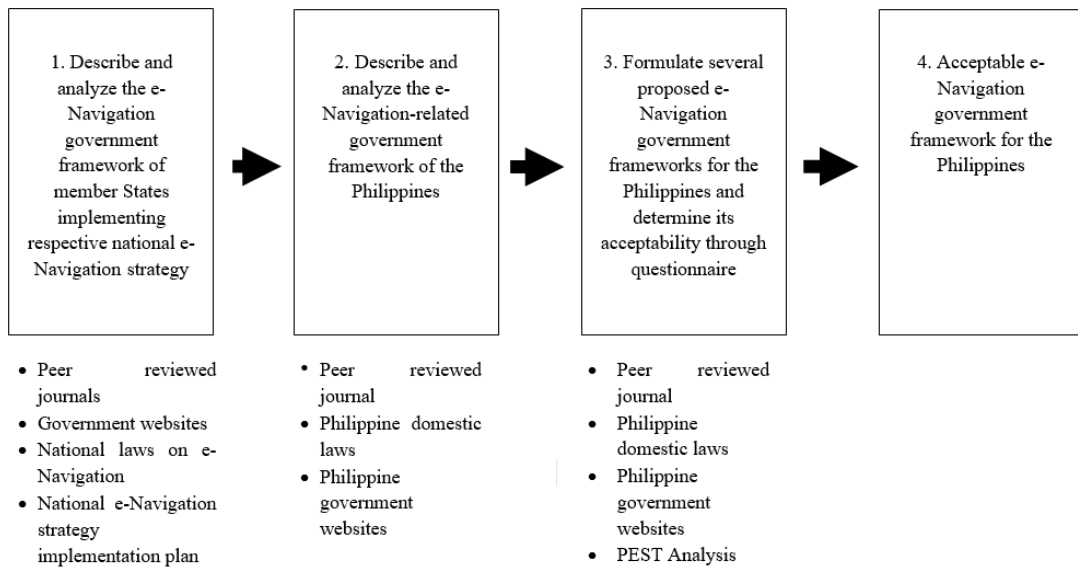 1. Describe and
analyze the e-
Navigation
government
framework of
member States
implementing
respective national e-
Navigation strategy
2. Describe and
analyze the e-
Navigation-related
government
framework of the
Philippines
3. Formulate several
proposed e-
Navigation
government
frameworks for the
Philippines and
determine its
acceptability through
questionnaire
4. Acceptable e-
Navigation
government
framework for the
Philippines
• Peer reviewed
journals
• Government websites
• National laws on e-
Navigation
• National e-Navigation
strategy
implementation plan
• Peer reviewed
journal
• Philippine domestic
laws
• Philippine
government
websites
• Peer reviewed
journal
• Philippine
domestic laws
• Philippine
government
websites
• PEST Analysis